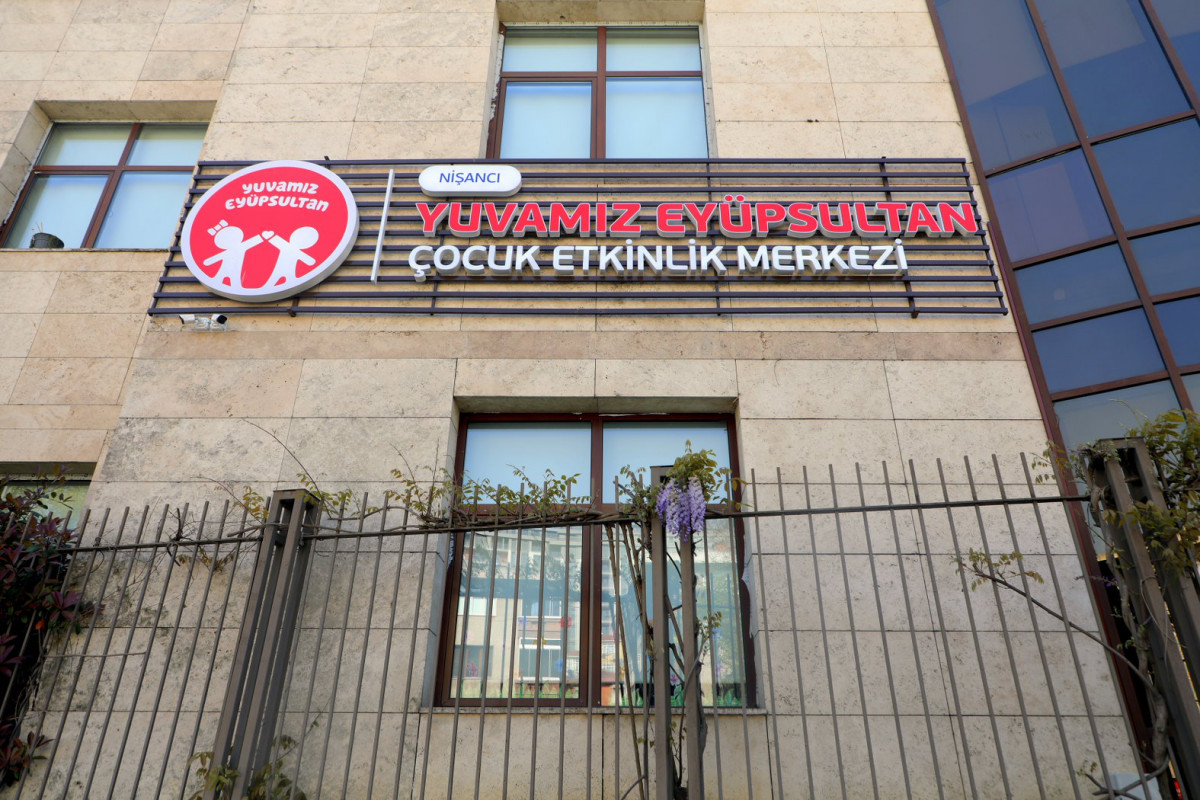 YUVAMIZ
EYÜPSULTAN
NİŞANCI
YUVAMIZ EYÜPSULTAN
ÇOCUK ETKİNLİK MERKEZİ